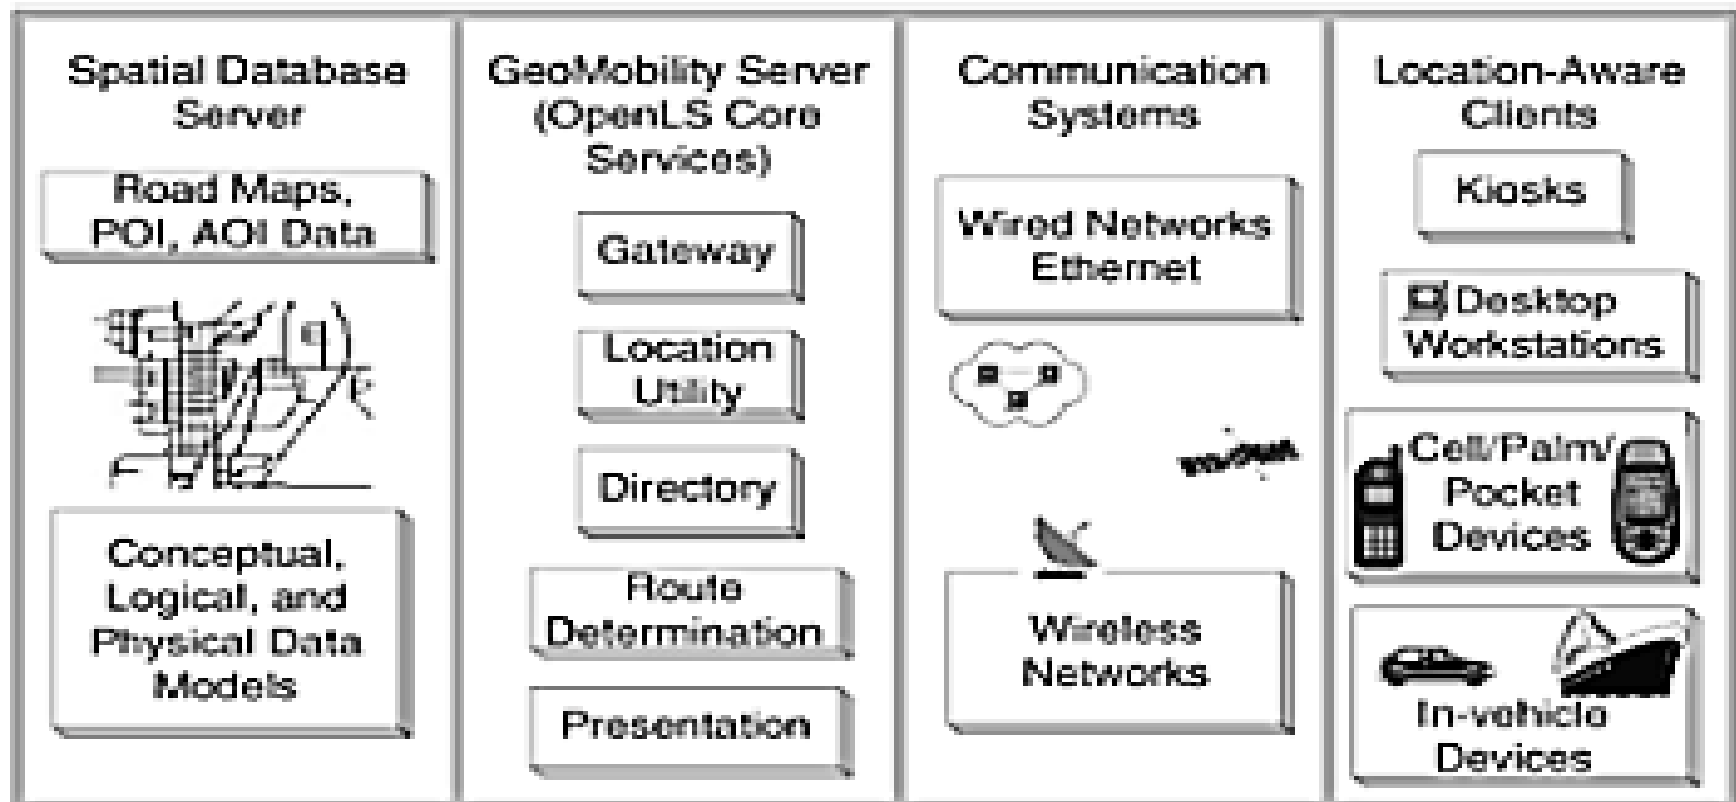 Spatial Database
Server
Road Maps,
POI, AOI Data
Conceptual,
Logical, and
Physical Data
Models
GeoMobility Server
(OpenLS Core
Services)
Gateway
Location
Utility
Directory
Route
Determination
Presentation
Communication
Systems
Wired Networks
Ethernet
Wireless
Networks
Location-Aware
Clients
Kiosks
Desktop
Workstations
Cell/Palm/
Pocket
Devices
In-vehicle
Devices